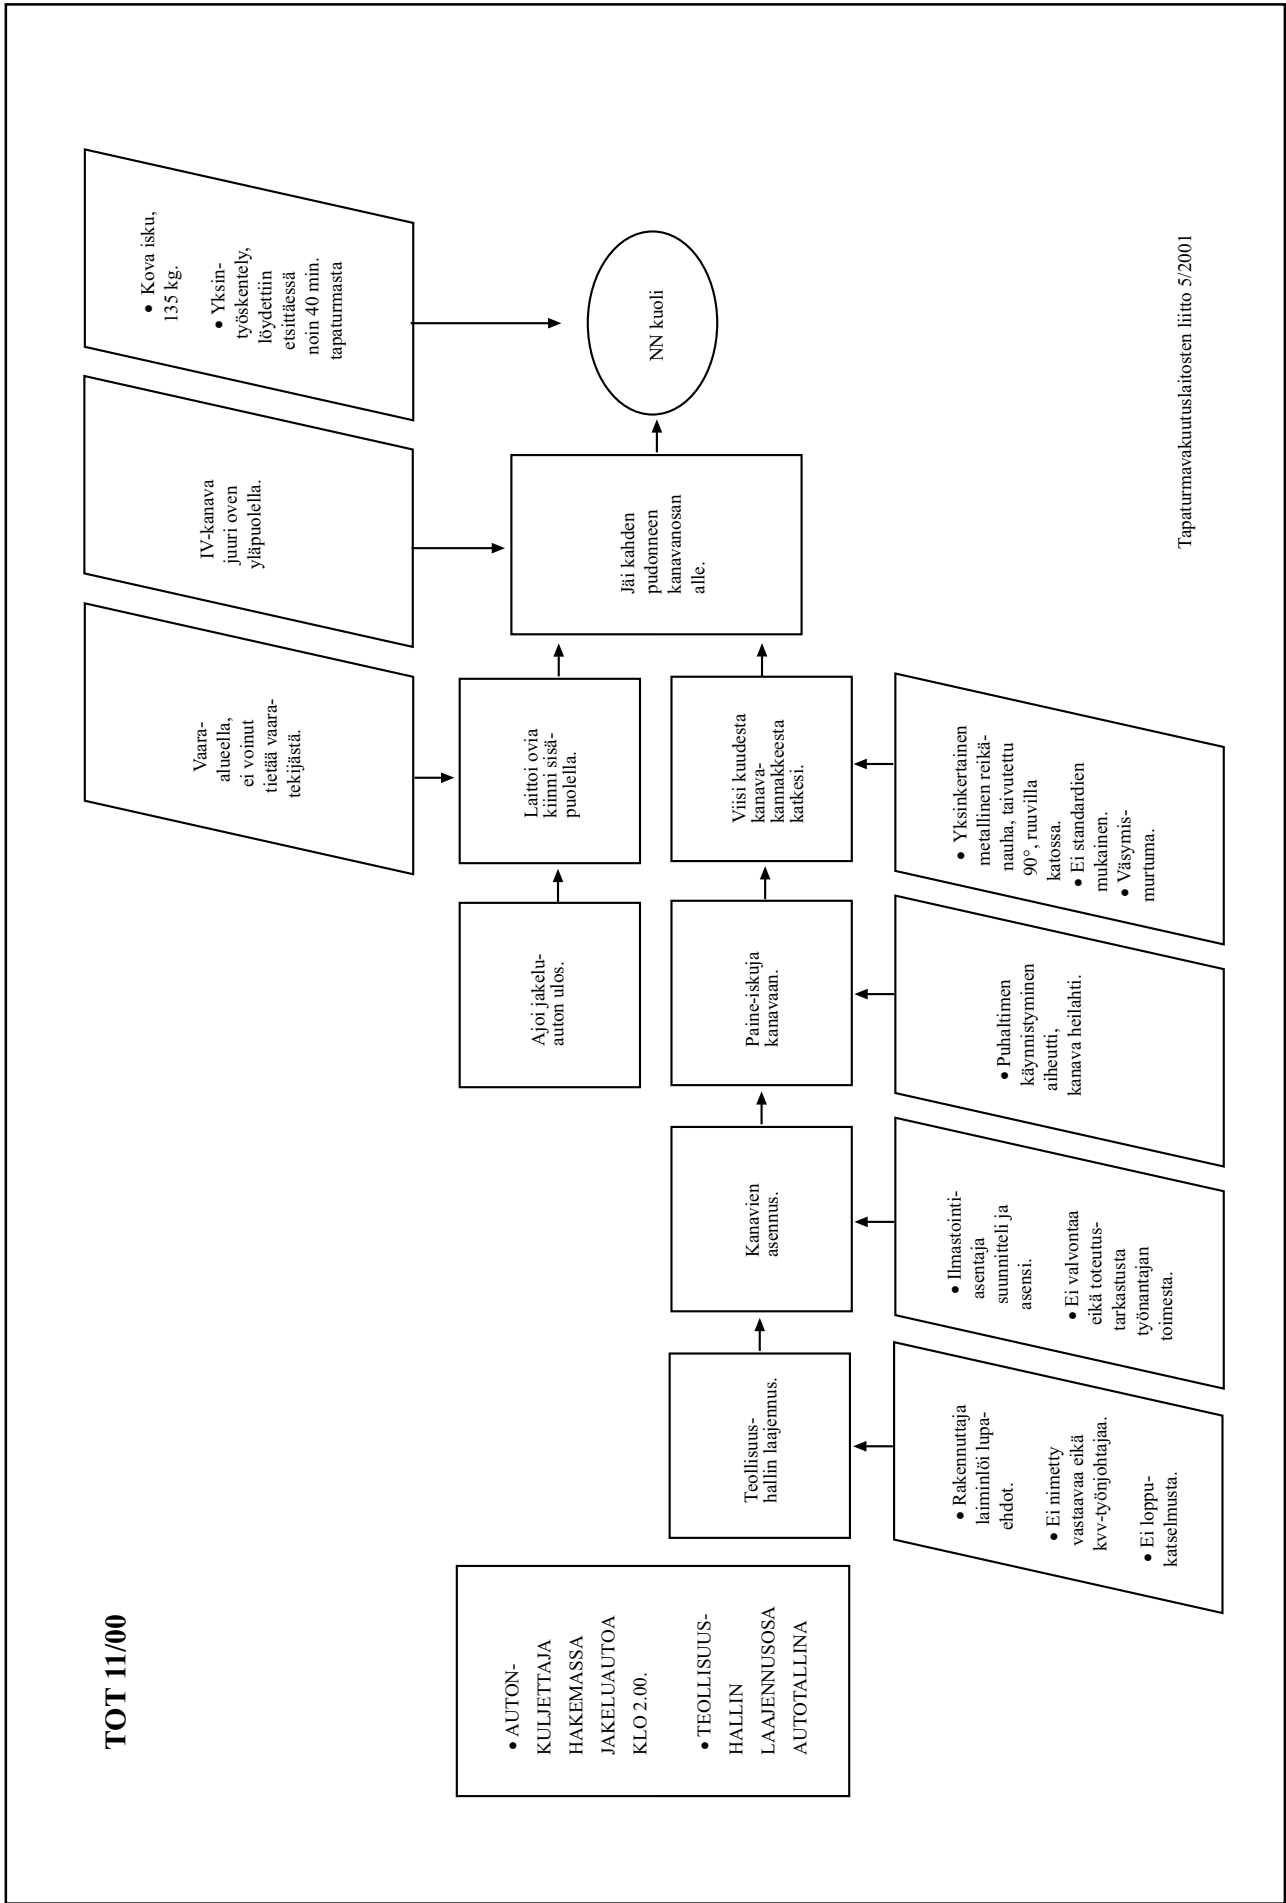 TOT 11/00
• AUTON-
KULJETTAJA
HAKEMASSA
JAKELUAUTOA
KLO 2.00.
• TEOLLISUUS-
HALLIN
LAAJENNUSOSA
AUTOTALLINA
Teollisuus-
hallin laajennus.
• Rakennuttaja
laiminlöi lupa-
ehdot.
• Ei nimetty
vastaavaa eikä
kvv-työnjohtajaa.
• Ei loppu-
katselmusta.
Kanavien
asennus.
• Ilmastointi-
asentaja
suunnitteli ja
asensi.
• Ei valvontaa
eikä toteutus-
tarkastusta
työnantajan
toimesta.
Ajoi jakelu-
auton ulos.
Paine-iskuja
kanavaan.
• Puhaltimen
käynnistyminen
aiheutti,
kanava heilahti.
Vaara-
alueella,
ei voinut
tietää vaara-
tekijästä.
Laittoi ovia
kiinni sisä-
puolella.
Viisi kuudesta
kanava-
kannakkeesta
katkesi.
• Yksinkertainen
metallinen reikä-
nauha, taivutettu
90°, ruuvilla
katossa.
• Ei standardien
mukainen.
• Väsymis-
murtuma.
IV-kanava
juuri oven
yläpuolella.
Jäi kahden
pudonneen
kanavanosan
alle.
• Kova isku,
135 kg.
• Yksin-
työskentely,
löydettiin
etsittäessä
noin 40 min.
tapaturmasta
NN kuoli
Tapaturmavakuutuslaitosten liitto 5/2001